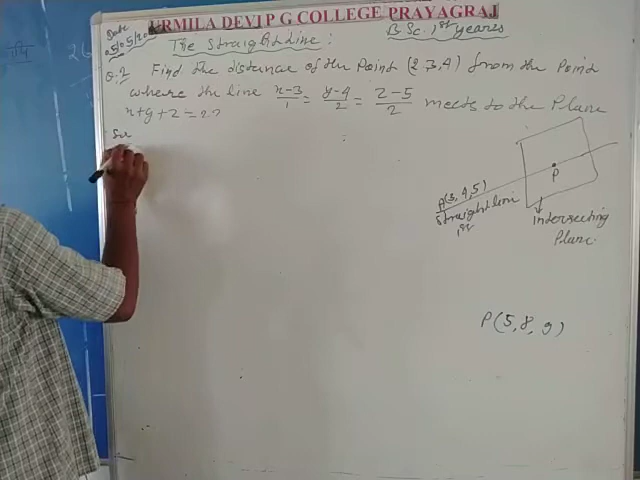 URMILA DEVI P G COLLEGE PRAYAGRAJ
Date
The Straight Line :
B.Sc. 1st years
Q.2 Find the distance of the Point (2,3,4) from the Point
where the line x-3/1 = y-4/2 = z-5/2 meets to the Plane
x+y+z = 22
P
A(3,4,5)
Straight line
Intersecting
Plane.
P(5,8,9)